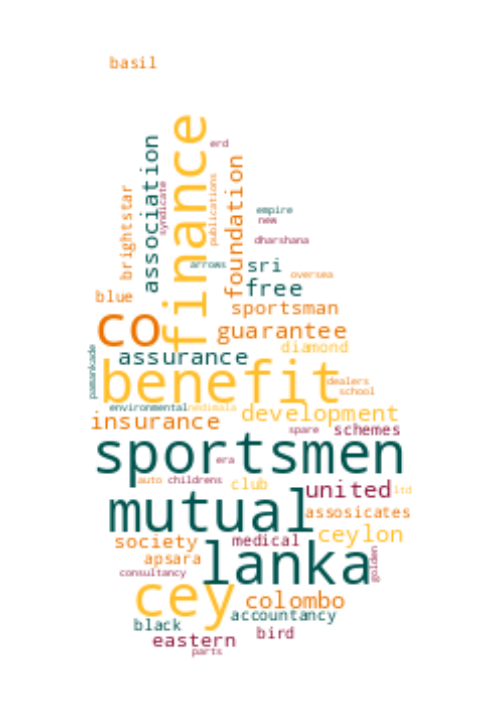 basil
finance
erd
association
syndicate
publications
foundation
brightstar
empire
new
dharshana
arrows
sri
oversea
free
blue
sportsman
co
guarantee
diamond
assurance
pamankade
benefit
dealers
school
environmental
nedimala
development
insurance
spare
schemes
sportsmen
era
auto
childrens
club
united
ltd
mutual
assosicates
ceylon
society
medical
apsara
lanka
golden
consultancy
cey
colombo
accountancy
black
bird
eastern
parts